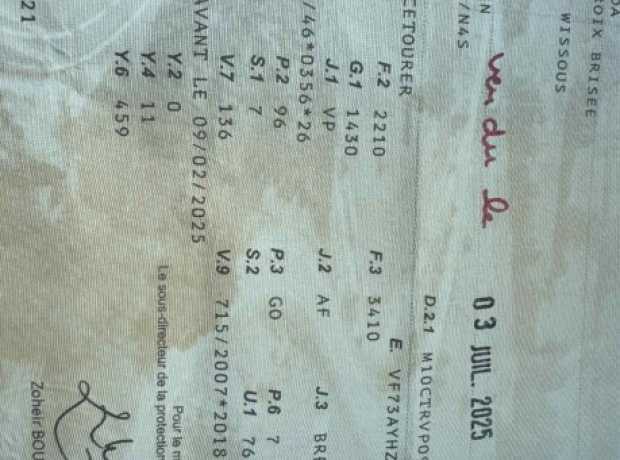 OIX BRISEE
WISSOUS
N
/N4S
vendu le 03 JUIL. 2025
D.2.1 M10CTRVP0
CETOURER
E. VF73AYHZ
F.2 2210 F.3 3410
G.1 1430
J.1 VP J.2 AF J.3
/46*0356*26
P.2 96 P.3 GO P.6 7
S.1 7 S.2 U.1 76
V.7 136 V.9 715/2007*2018
AVANT LE 09/02/2025
Y.2 0
Y.4 11
Y.6 459
Pour le
Le sous-directeur de la protection
Zoheir BOU
21